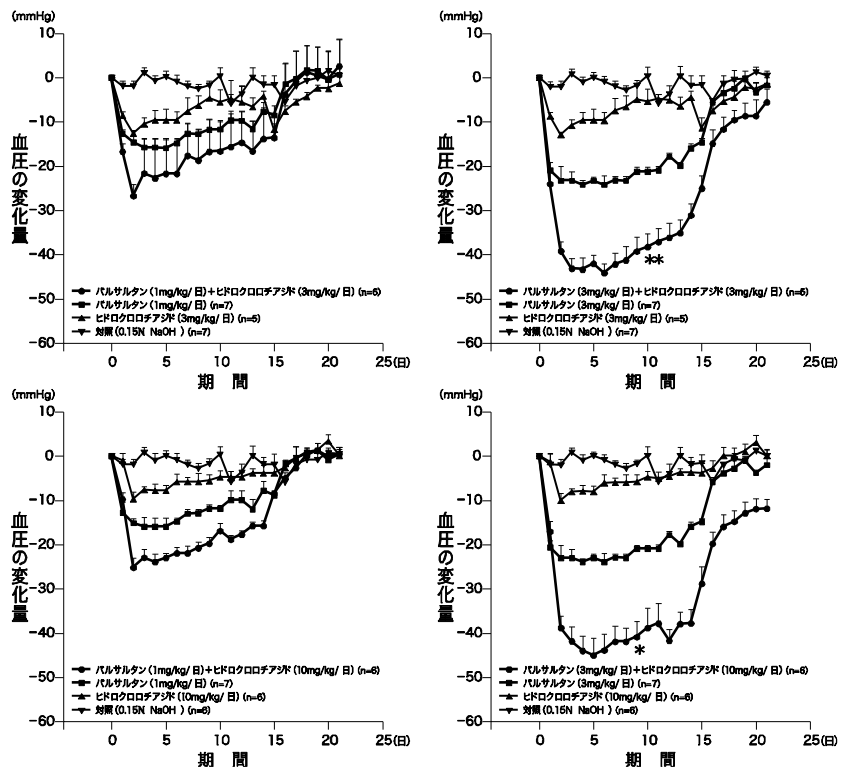 (mmHg)
10
0
−10
−20
−30
−40
−50
−60
血圧の変化量
バルサルタン(1mg/kg/日)+ヒドロクロロチアジド(3mg/kg/日)(n=6)
バルサルタン(1mg/kg/日)(n=7)
ヒドロクロロチアジド(3mg/kg/日)(n=5)
対照(0.15N NaOH )(n=7)
0 5 10 15 20 25(日)
期 間
(mmHg)
10
0
−10
−20
−30
−40
−50
−60
血圧の変化量
**
バルサルタン(3mg/kg/日)+ヒドロクロロチアジド(3mg/kg/日)(n=5)
バルサルタン(3mg/kg/日)(n=7)
ヒドロクロロチアジド(3mg/kg/日)(n=5)
対照(0.15N NaOH )(n=7)
0 5 10 15 20 25(日)
期 間
(mmHg)
10
0
−10
−20
−30
−40
−50
−60
血圧の変化量
バルサルタン(1mg/kg/日)+ヒドロクロロチアジド(10mg/kg/日)(n=6)
バルサルタン(1mg/kg/日)(n=7)
ヒドロクロロチアジド(10mg/kg/日)(n=6)
対照(0.15N NaOH )(n=6)
0 5 10 15 20 25(日)
期 間
(mmHg)
10
0
−10
−20
−30
−40
−50
−60
血圧の変化量
*
バルサルタン(3mg/kg/日)+ヒドロクロロチアジド(10mg/kg/日)(n=6)
バルサルタン(3mg/kg/日)(n=7)
ヒドロクロロチアジド(10mg/kg/日)(n=6)
対照(0.15N NaOH )(n=6)
0 5 10 15 20 25(日)
期 間